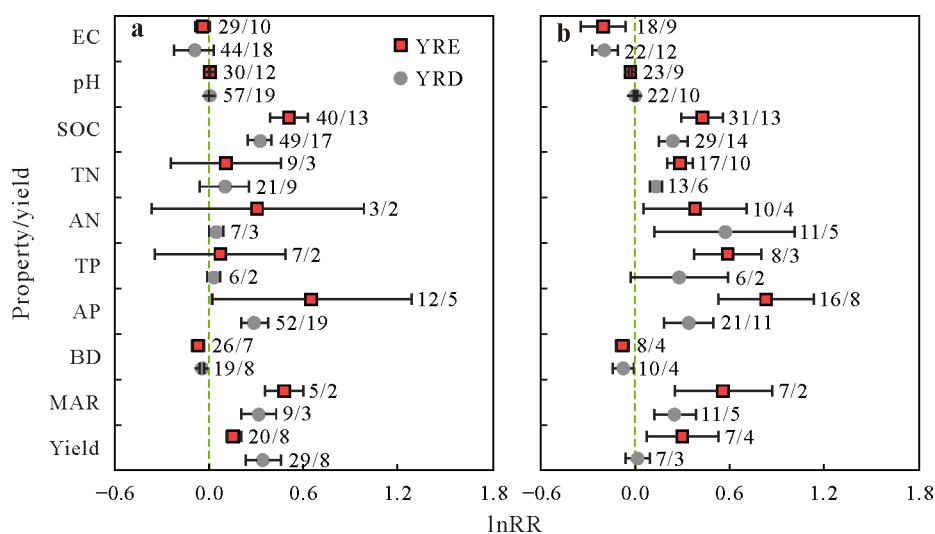 a
b
YRE
YRD
Property/yield
EC
29/10
18/9
44/18
22/12
pH
30/12
23/9
57/19
22/10
SOC
40/13
31/13
49/17
29/14
TN
9/3
17/10
21/9
13/6
AN
3/2
10/4
7/3
11/5
TP
7/2
8/3
6/2
6/2
AP
12/5
16/8
52/19
21/11
BD
26/7
8/4
19/8
10/4
MAR
5/2
7/2
9/3
11/5
Yield
20/8
7/4
29/8
7/3
−0.6 0.0 0.6 1.2 1.8
−0.6 0.0 0.6 1.2 1.8
lnRR